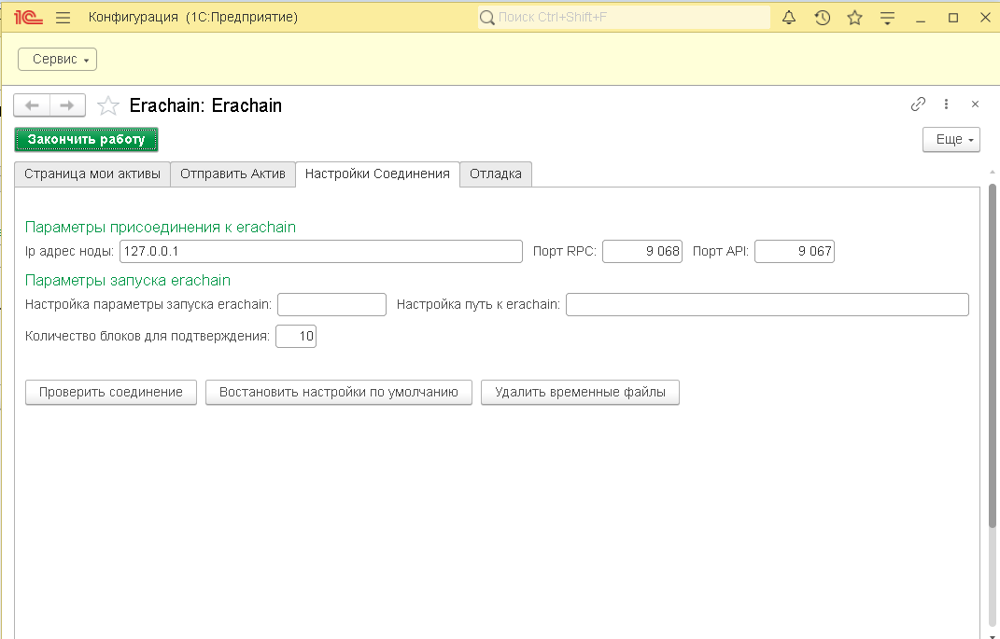 1С Конфигурация (1С:Предприятие) Поиск Ctrl+Shift+F
Сервис
Erachain: Erachain
Закончить работу Еще
Страница мои активы Отправить Актив Настройки Соединения Отладка
Параметры присоединения к erachain
Ip адрес ноды: 127.0.0.1 Порт RPC: 9 068 Порт API: 9 067
Параметры запуска erachain
Настройка параметры запуска erachain: Настройка путь к erachain:
Количество блоков для подтверждения: 10
Проверить соединение Востановить настройки по умолчанию Удалить временные файлы